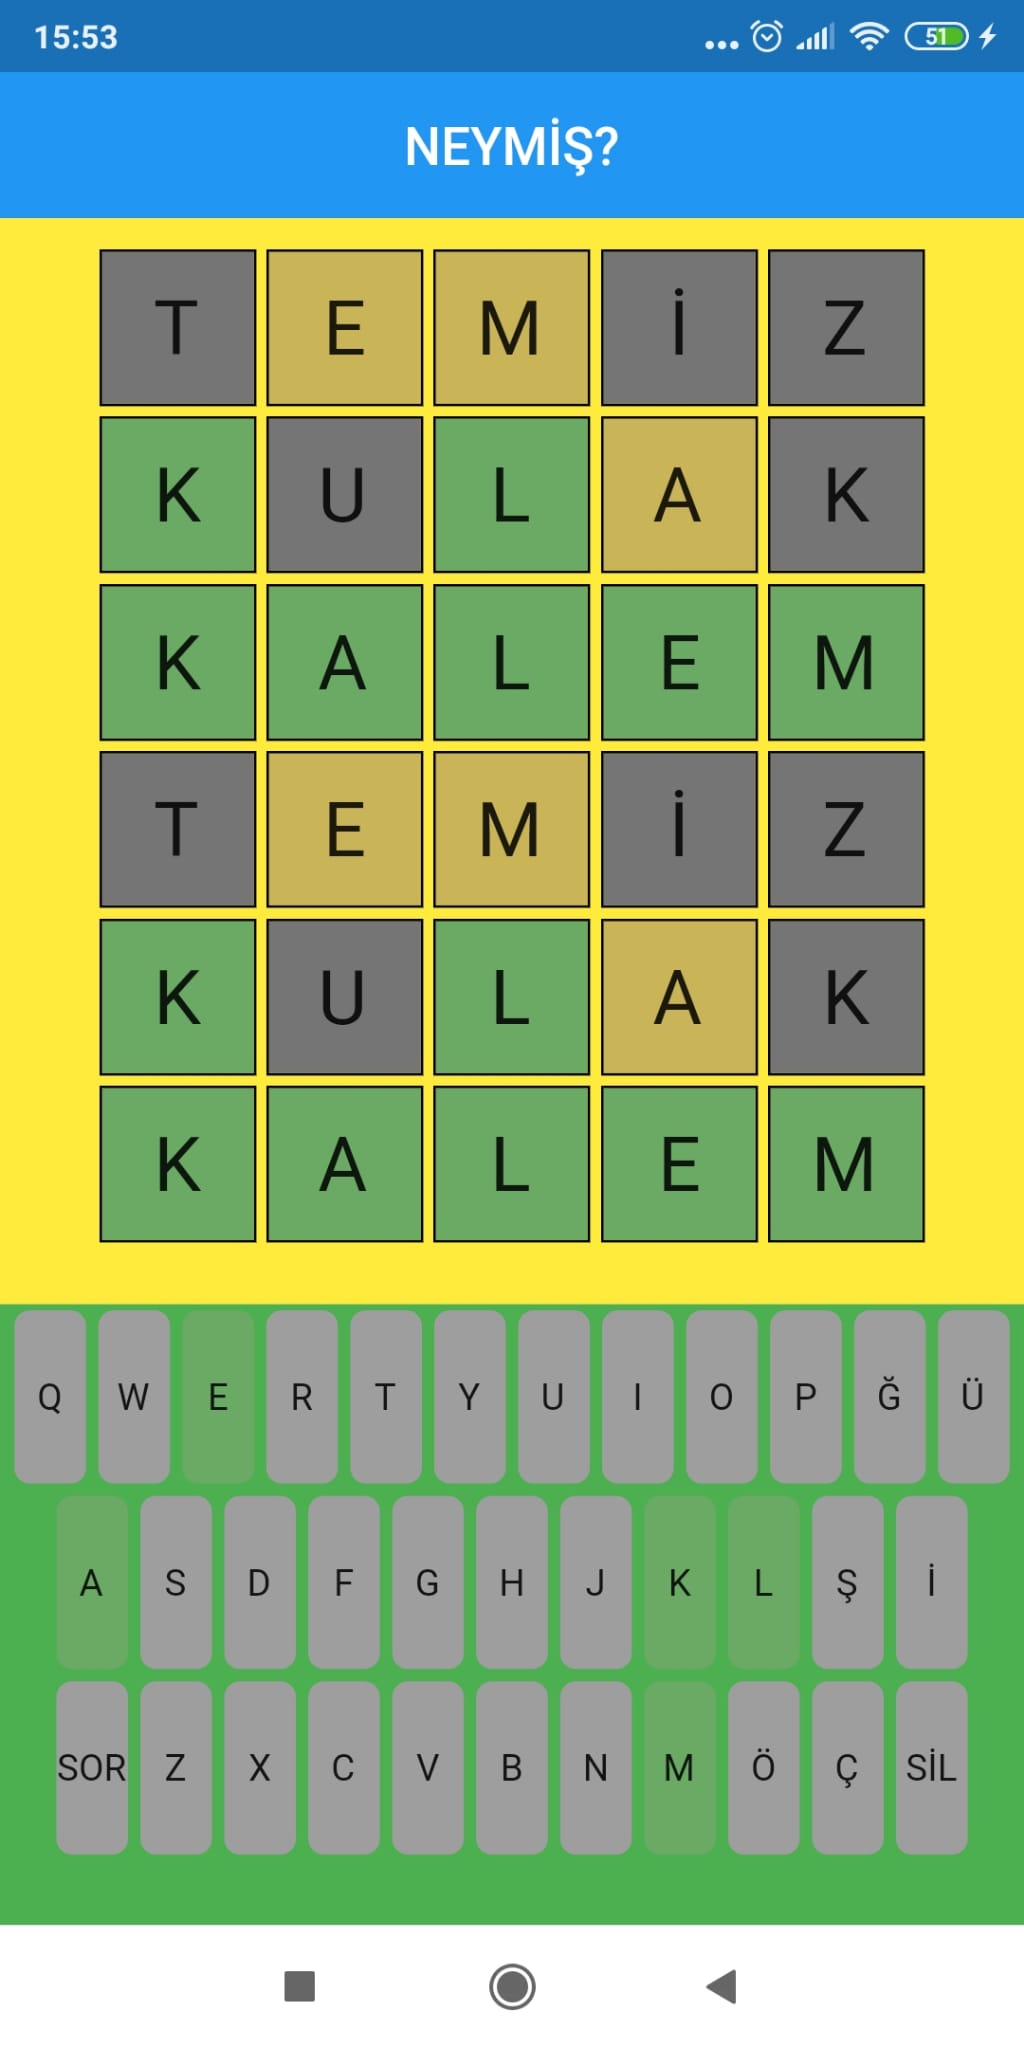 15:53
51
NEYMİŞ?
T E M İ Z
K U L A K
K A L E M
T E M İ Z
K U L A K
K A L E M
Q W E R T Y U I O P Ğ Ü
A S D F G H J K L Ş İ
SOR Z X C V B N M Ö Ç SİL